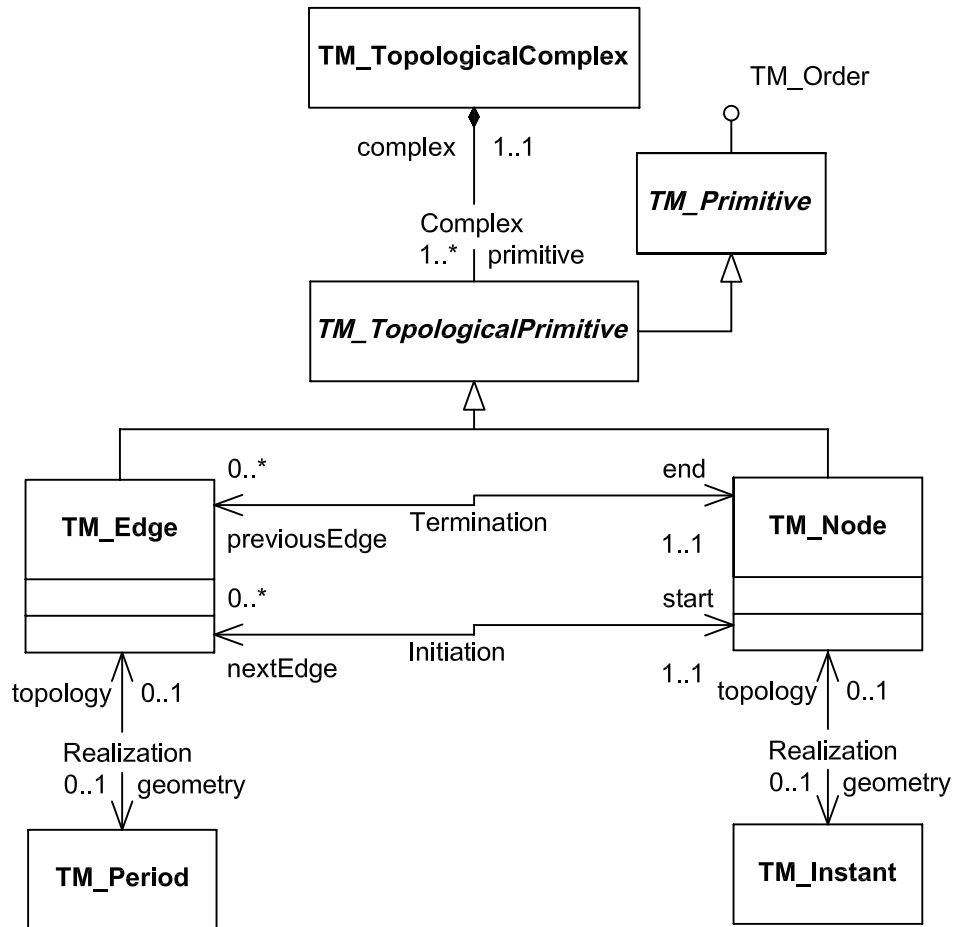 TM_TopologicalComplex
TM_Order
complex 1..1
TM_Primitive
Complex
1..* primitive
TM_TopologicalPrimitive
0..* end
TM_Edge Termination TM_Node
previousEdge 1..1
0..* start
Initiation
nextEdge 1..1
topology 0..1 topology 0..1
Realization Realization
0..1 geometry 0..1 geometry
TM_Period TM_Instant